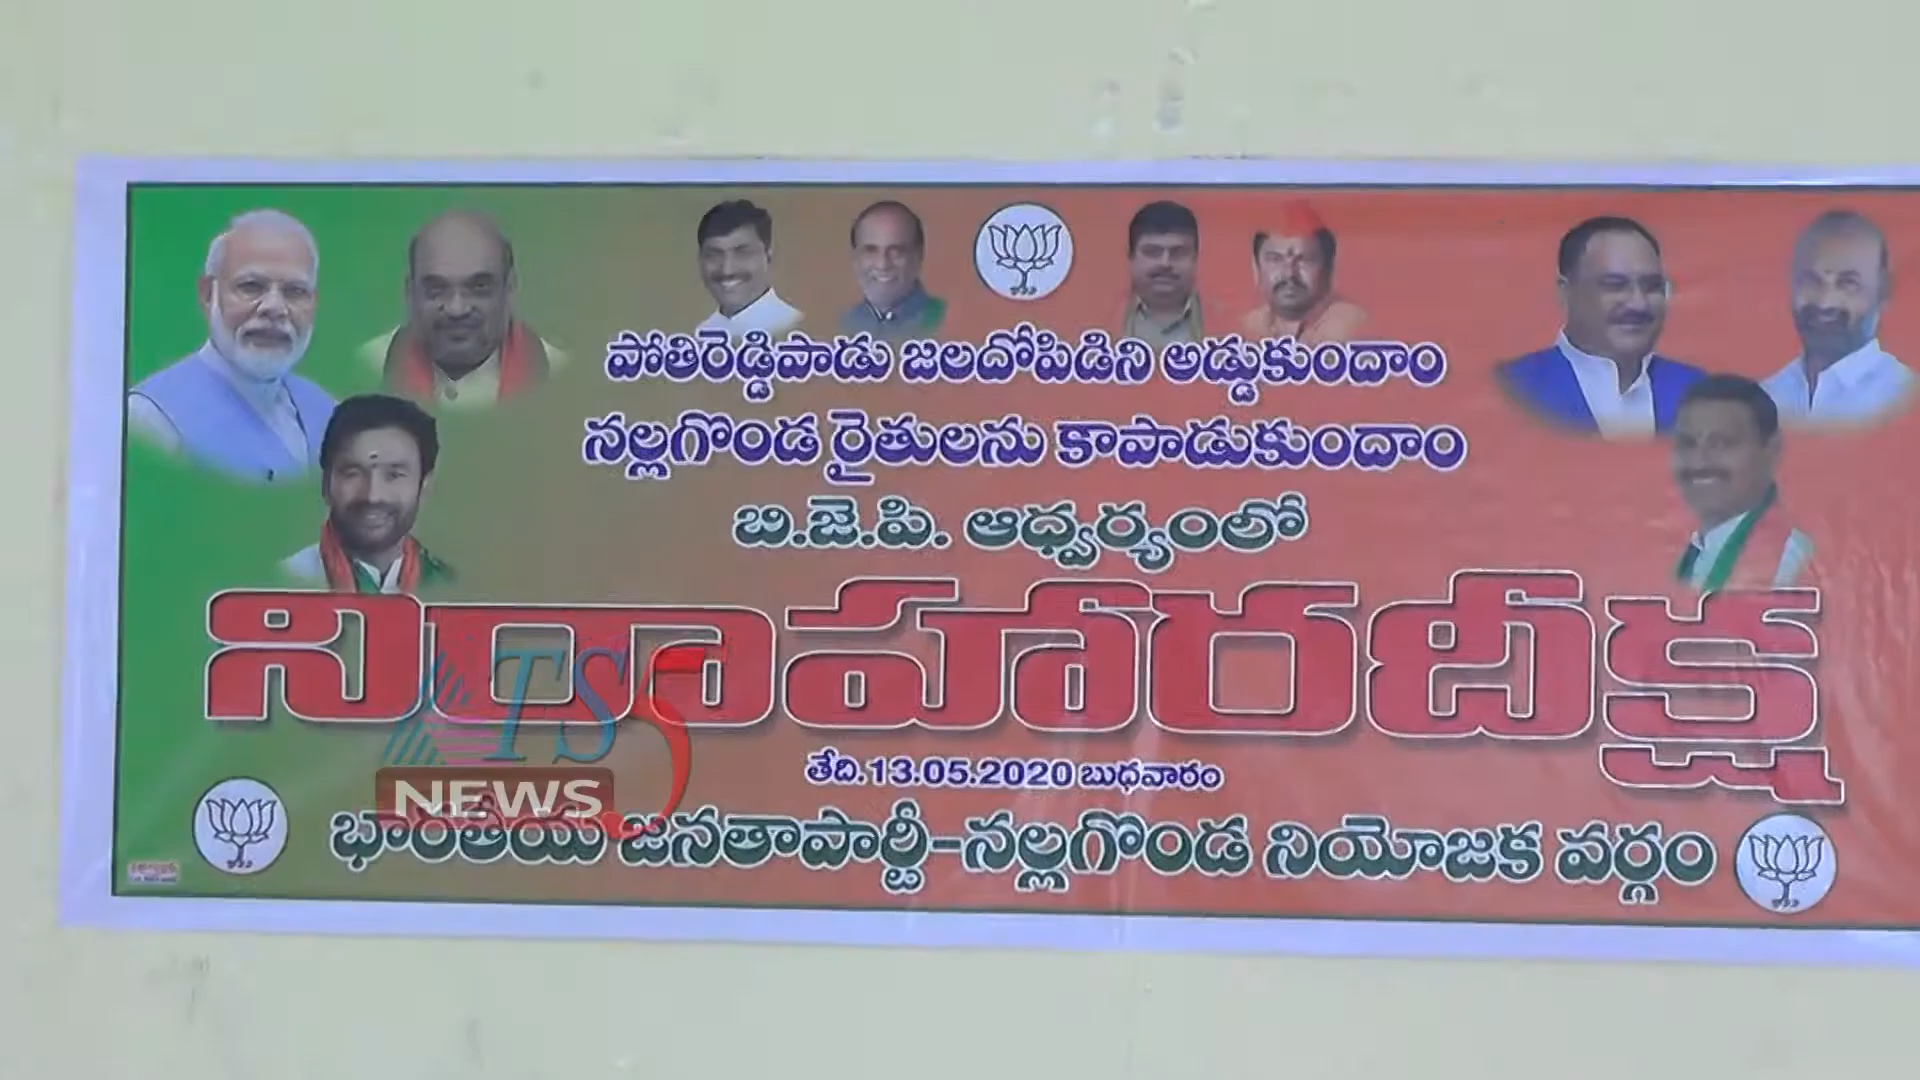 పోతిరెడ్డిపాడు జలదోపిడిని అడ్డుకుందాం
నల్లగొండ రైతులను కాపాడుకుందాం
బి.జె.పి. ఆధ్వర్యంలో
నిరాహారదీక్ష
తేది.13.05.2020 బుధవారం
భారతీయ జనతాపార్టీ-నల్లగొండ నియోజక వర్గం
TS5
NEWS